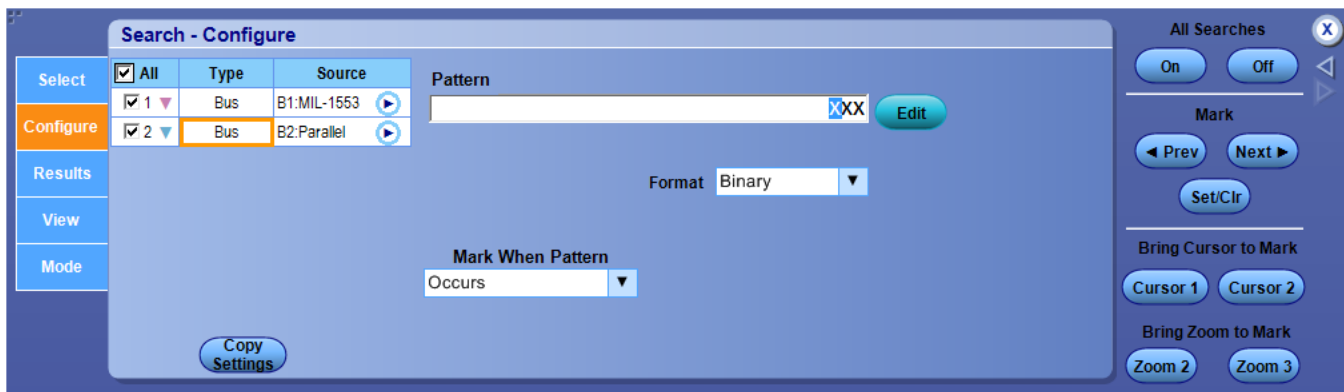 Search - Configure
Select
Configure
Results
View
Mode
All Type Source
1 Bus B1:MIL-1553
2 Bus B2:Parallel
Pattern
XXX
Edit
Format Binary
Mark When Pattern
Occurs
Copy
Settings
All Searches
X
On Off
Mark
◄ Prev Next ►
Set/Clr
Bring Cursor to Mark
Cursor 1 Cursor 2
Bring Zoom to Mark
Zoom 2 Zoom 3